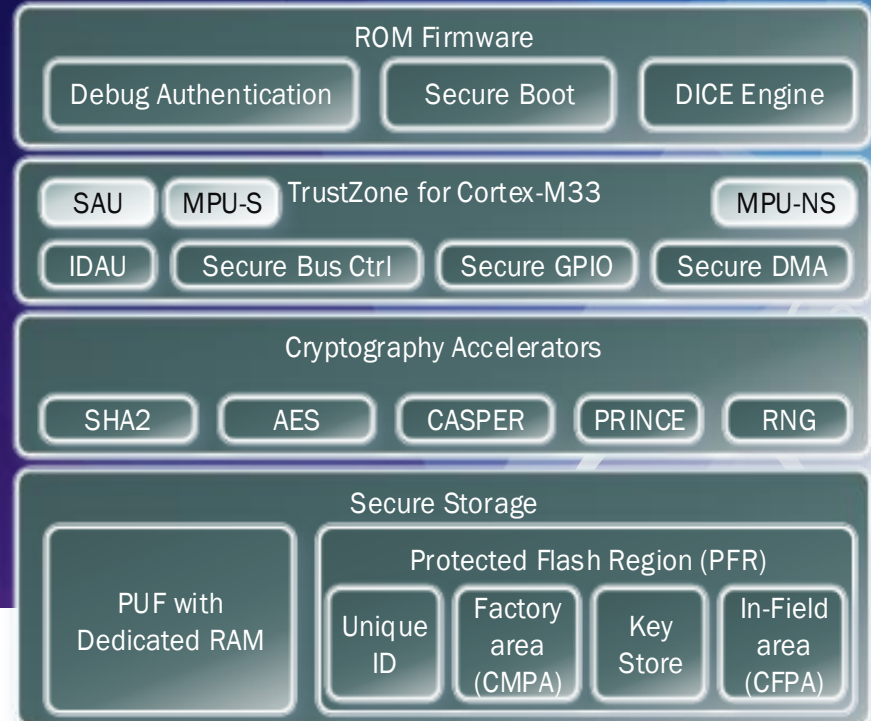 ROM Firmware
Debug Authentication
Secure Boot
DICE Engine
TrustZone for Cortex-M33
SAU
MPU-S
MPU-NS
IDAU
Secure Bus Ctrl
Secure GPIO
Secure DMA
Cryptography Accelerators
SHA2
AES
CASPER
PRINCE
RNG
Secure Storage
PUF with
Dedicated RAM
Protected Flash Region (PFR)
Unique
ID
Factory
area
(CMPA)
Key
Store
In-Field
area
(CFPA)